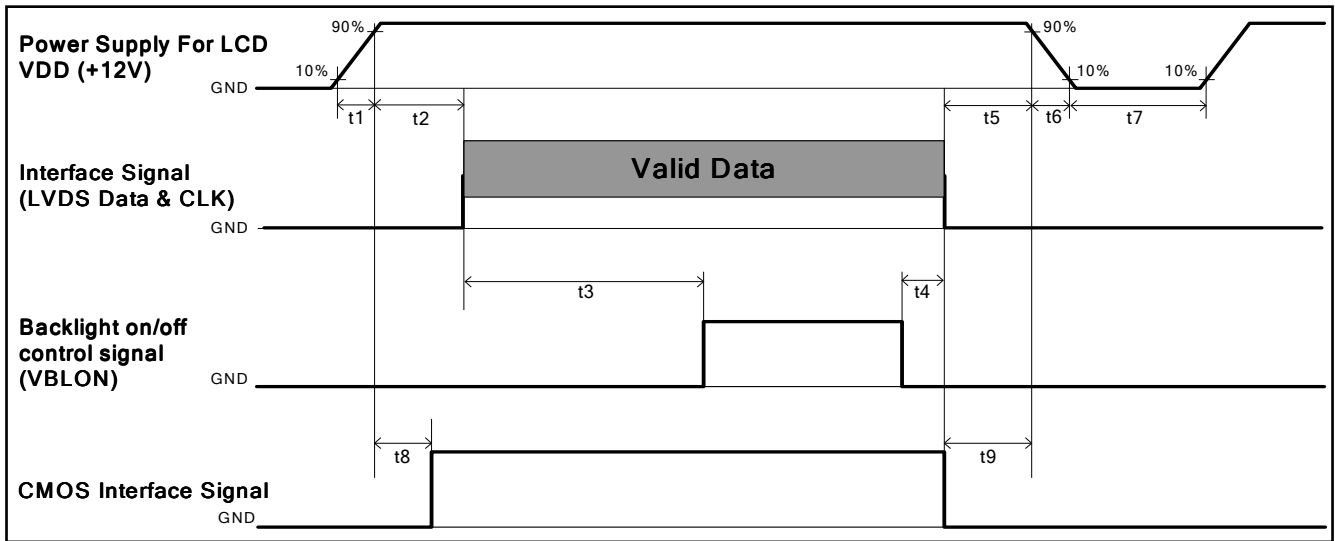 Power Supply For LCD
VDD (+12V)
90%
10%
GND
t1
t2
t5
90%
t6
10%
t7
10%
Interface Signal
(LVDS Data & CLK)
GND
Valid Data
t3
t4
Backlight on/off
control signal
(VBLON)
GND
t8
t9
CMOS Interface Signal
GND